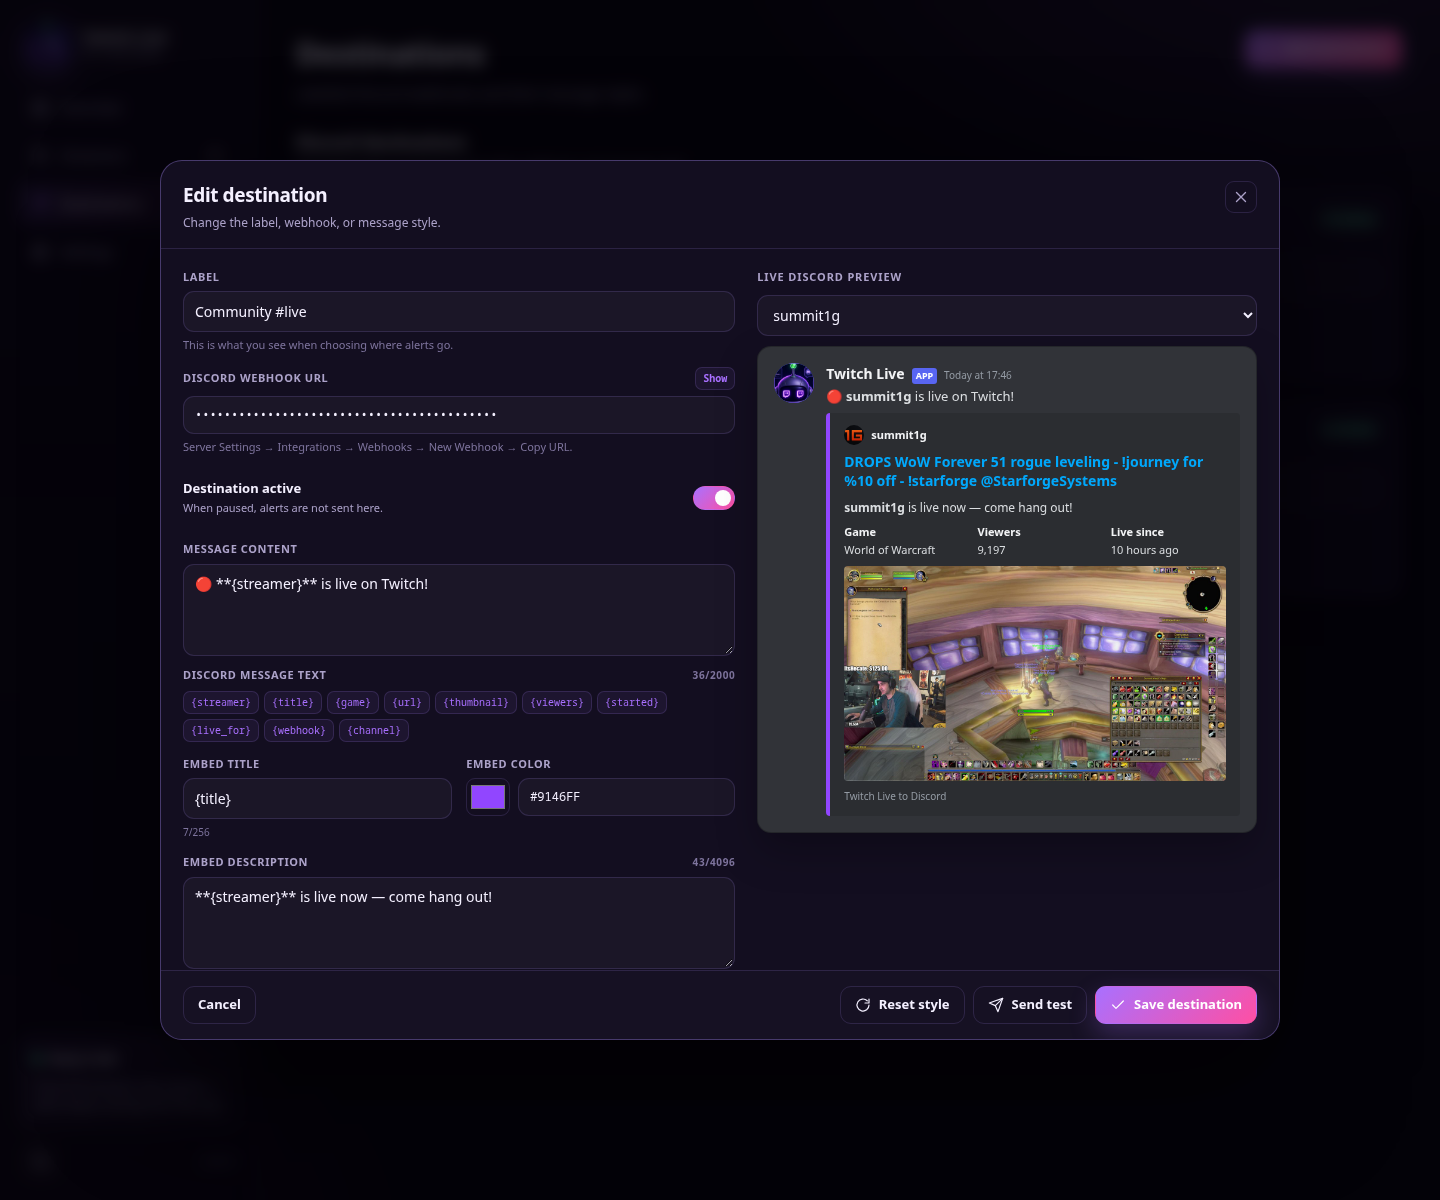 Destinations
Edit destination
Change the label, webhook, or message style.
LABEL
Community #live
This is what you see when choosing where alerts go.
DISCORD WEBHOOK URL
Show
••••••••••••••••••••••••••••••••••••••••••
Server Settings → Integrations → Webhooks → New Webhook → Copy URL.
Destination active
When paused, alerts are not sent here.
MESSAGE CONTENT
🔴 **{streamer}** is live on Twitch!
DISCORD MESSAGE TEXT
36/2000
{streamer} {title} {game} {url} {thumbnail} {viewers} {started}
{live_for} {webhook} {channel}
EMBED TITLE
EMBED COLOR
{title}
#9146FF
7/256
EMBED DESCRIPTION
43/4096
**{streamer}** is live now — come hang out!
LIVE DISCORD PREVIEW
summit1g
Twitch Live APP Today at 17:46
🔴 summit1g is live on Twitch!
1G summit1g
DROPS WoW Forever 51 rogue leveling - !journey for
%10 off - !starforge @StarforgeSystems
summit1g is live now — come hang out!
Game Viewers Live since
World of Warcraft 9,197 10 hours ago
Twitch Live to Discord
Cancel
Reset style
Send test
Save destination